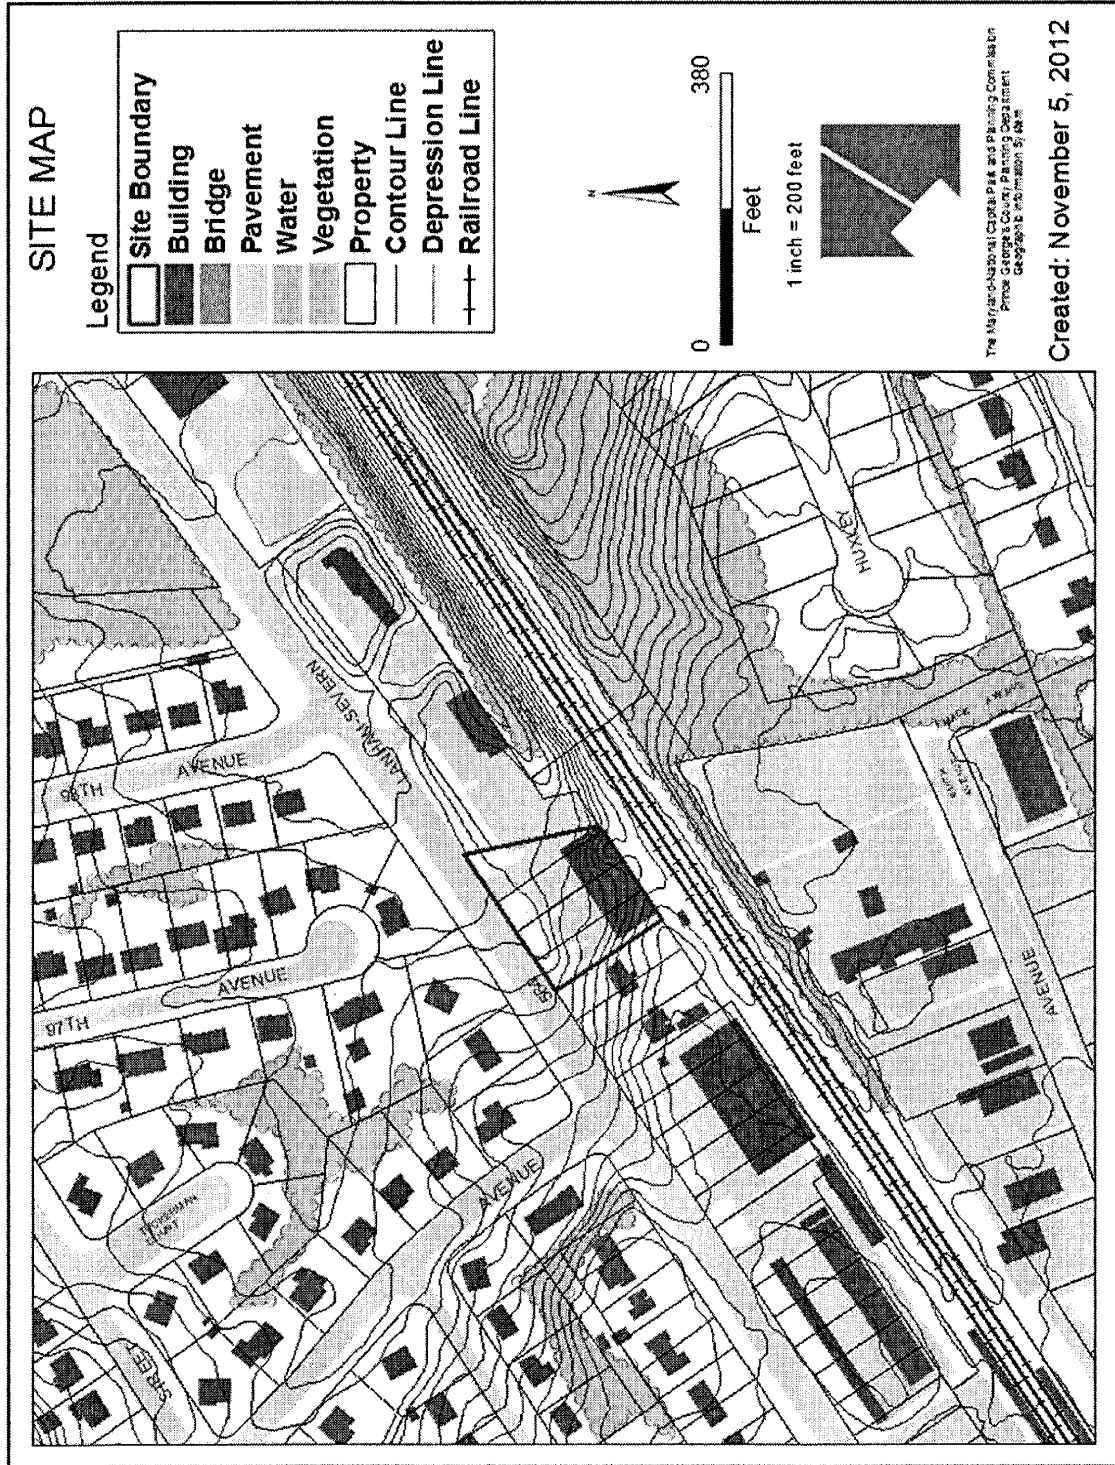 SITE MAP
Legend
Site Boundary
Building
Bridge
Pavement
Water
Vegetation
Property
Contour Line
Depression Line
Railroad Line
N
0
380
Feet
1 inch = 200 feet
The Maryland-National Capital Park and Planning Commission
Prince George's County Planning Department
Geographic Information System
Created: November 5, 2012
98TH
AVENUE
LANHAM-SEVERN
97TH
AVENUE
AVENUE
STREET
HUXLEY
AVENUE